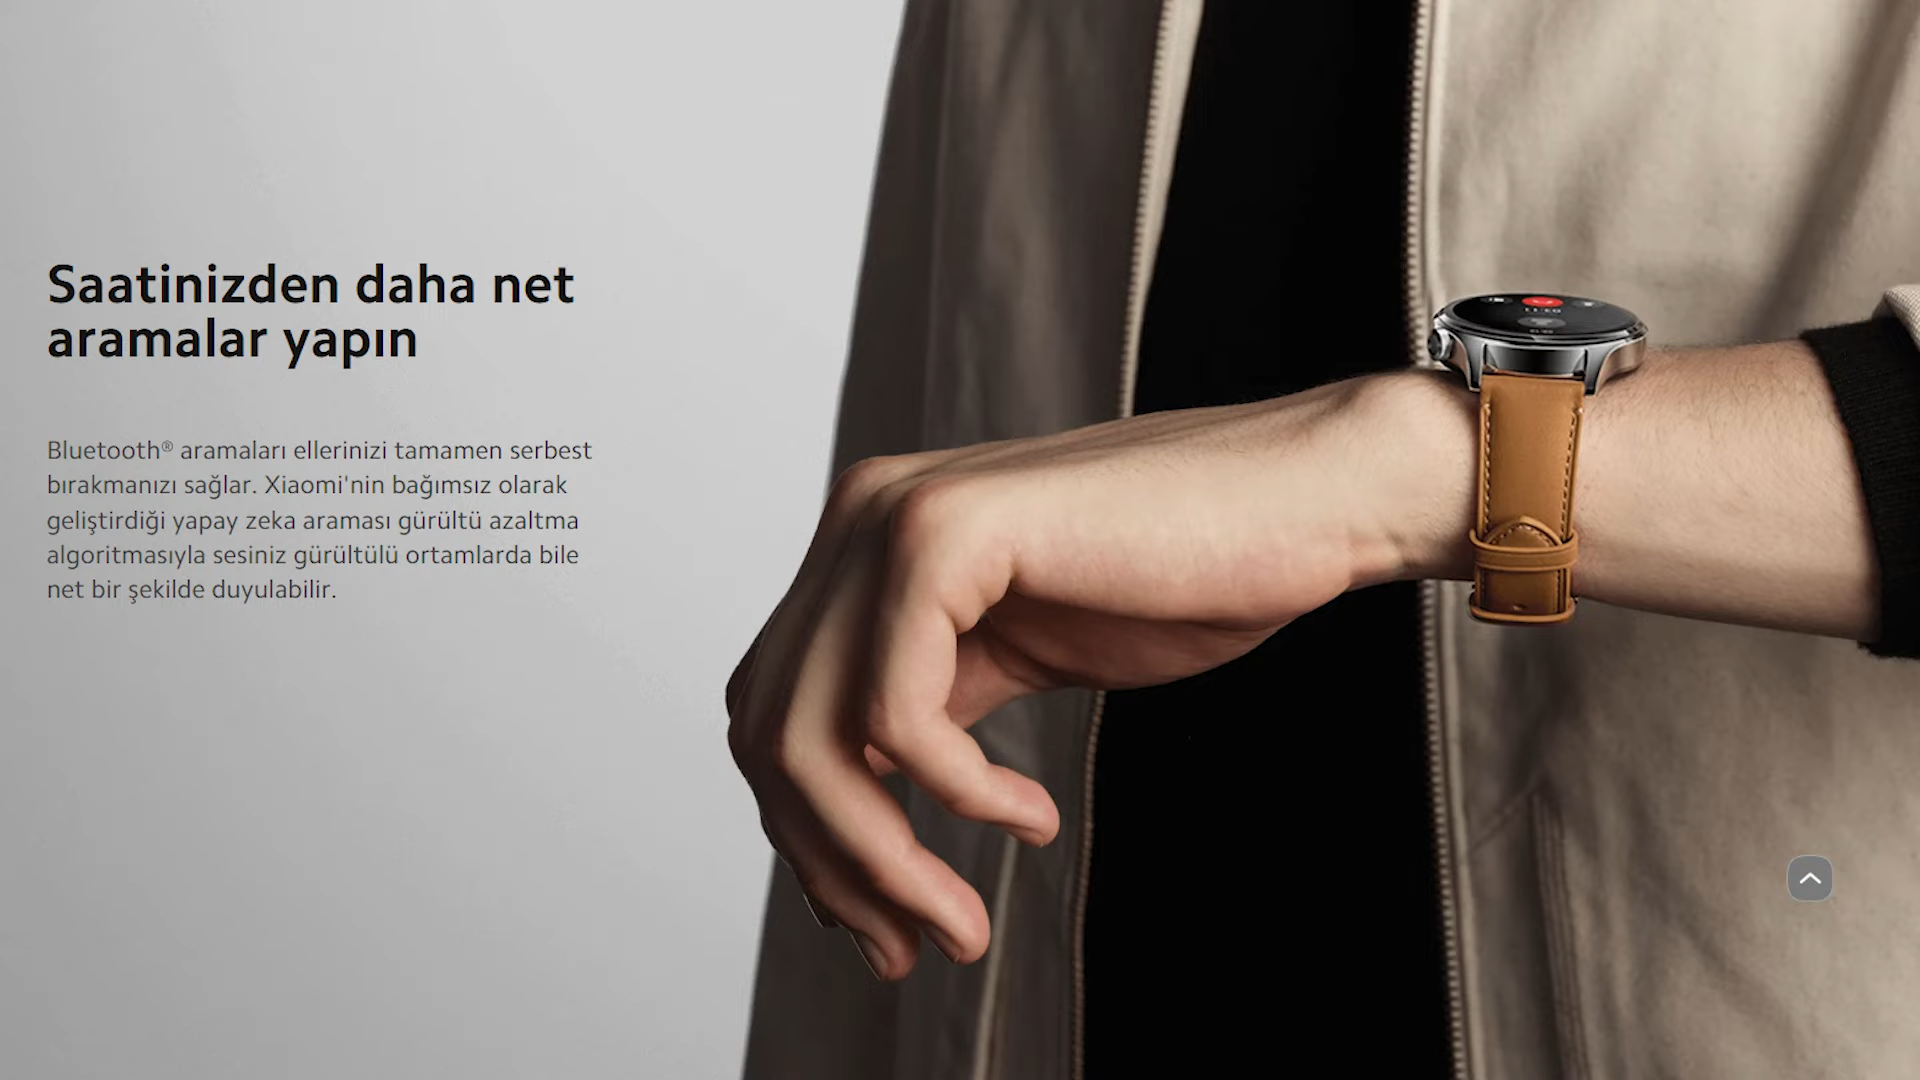 Saatinizden daha net
aramalar yapın
Bluetooth® aramaları ellerinizi tamamen serbest
bırakmanızı sağlar. Xiaomi'nin bağımsız olarak
geliştirdiği yapay zeka araması gürültü azaltma
algoritmasıyla sesiniz gürültülü ortamlarda bile
net bir şekilde duyulabilir.